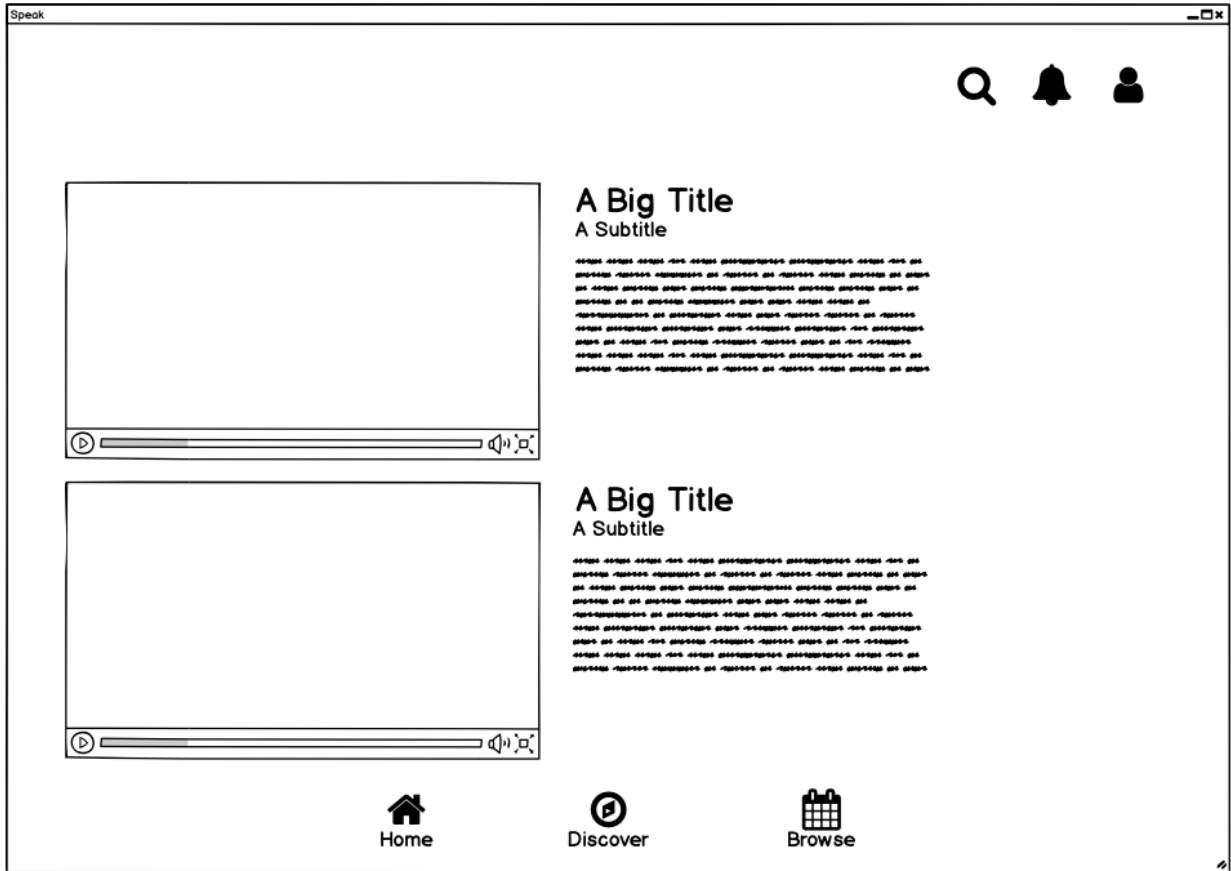 Speak
A Big Title
A Subtitle
A Big Title
A Subtitle
Home
Discover
Browse